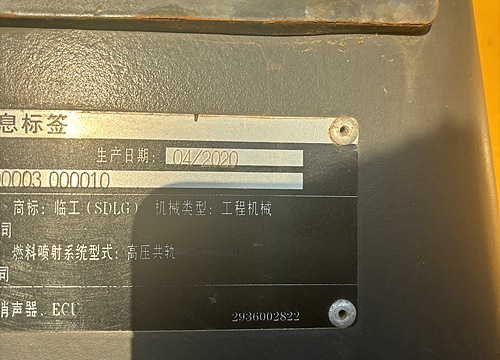 息标签
生产日期: 04/2020
0003 000010
商标: 临工(SDLG) 机械类型: 工程机械
司
燃料喷射系统型式: 高压共轨
司
消声器、ECU
2936002822